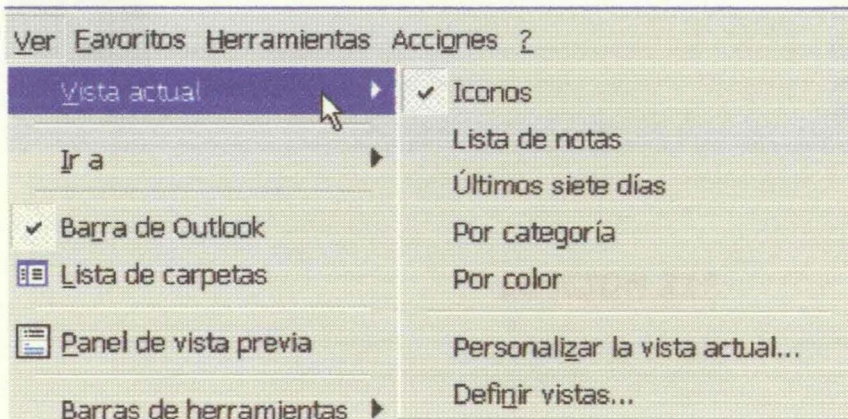 Ver Favoritos Herramientas Acciones ?
Vista actual
Ir a
Barra de Outlook
Lista de carpetas
Panel de vista previa
Barras de herramientas
Iconos
Lista de notas
Últimos siete días
Por categoría
Por color
Personalizar la vista actual...
Definir vistas...